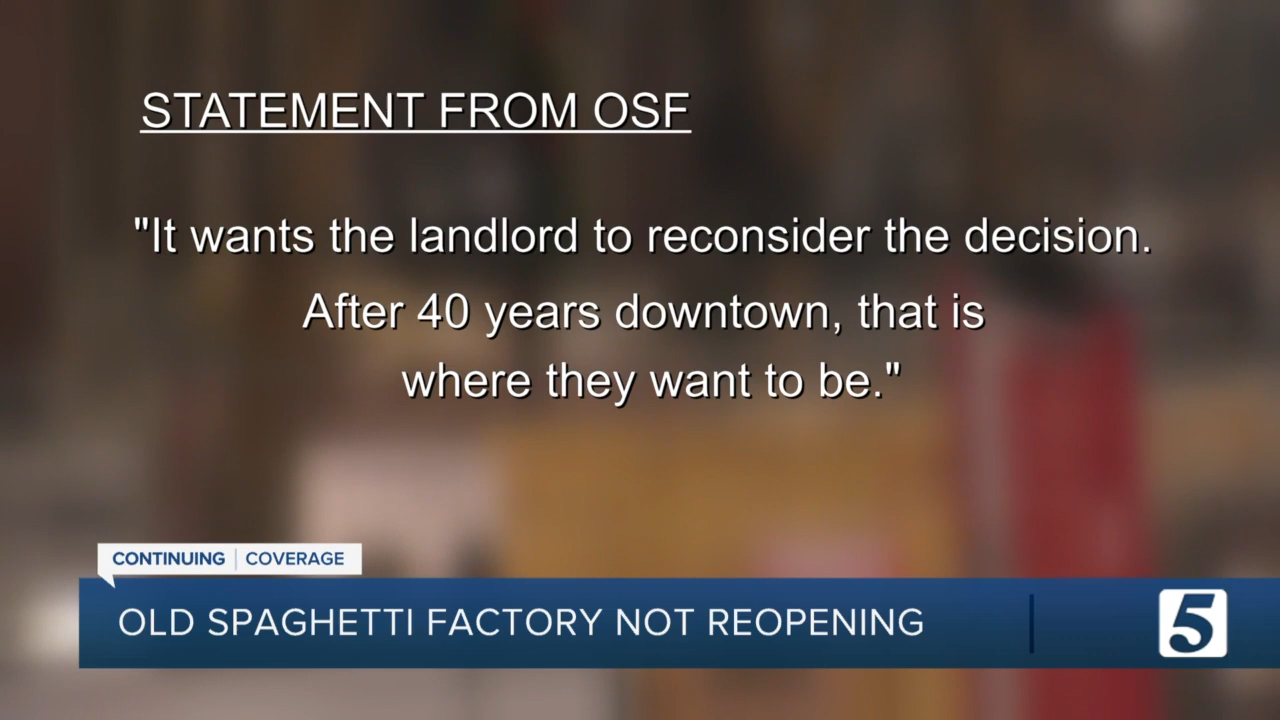 STATEMENT FROM OSF
"It wants the landlord to reconsider the decision.
After 40 years downtown, that is
where they want to be."
CONTINUING | COVERAGE
OLD SPAGHETTI FACTORY NOT REOPENING
5